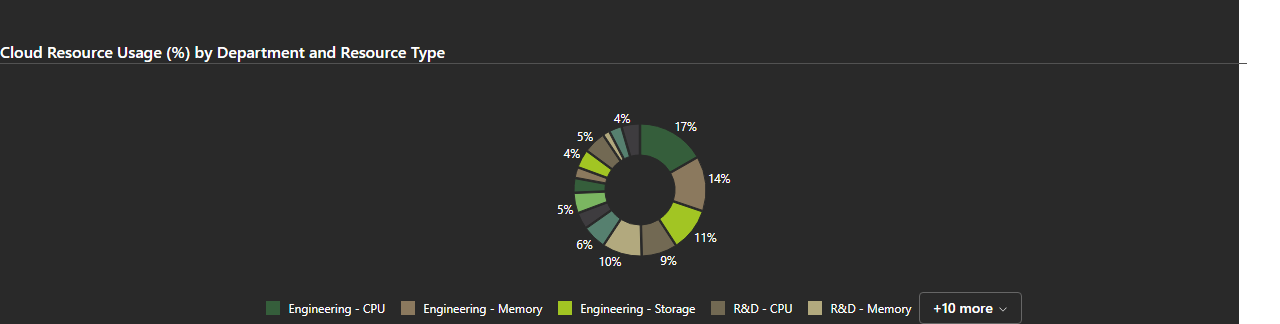 Cloud Resource Usage (%) by Department and Resource Type
4%
17%
5%
4%
14%
5%
11%
6%
10%
9%
Engineering - CPU
Engineering - Memory
Engineering - Storage
R&D - CPU
R&D - Memory
+10 more